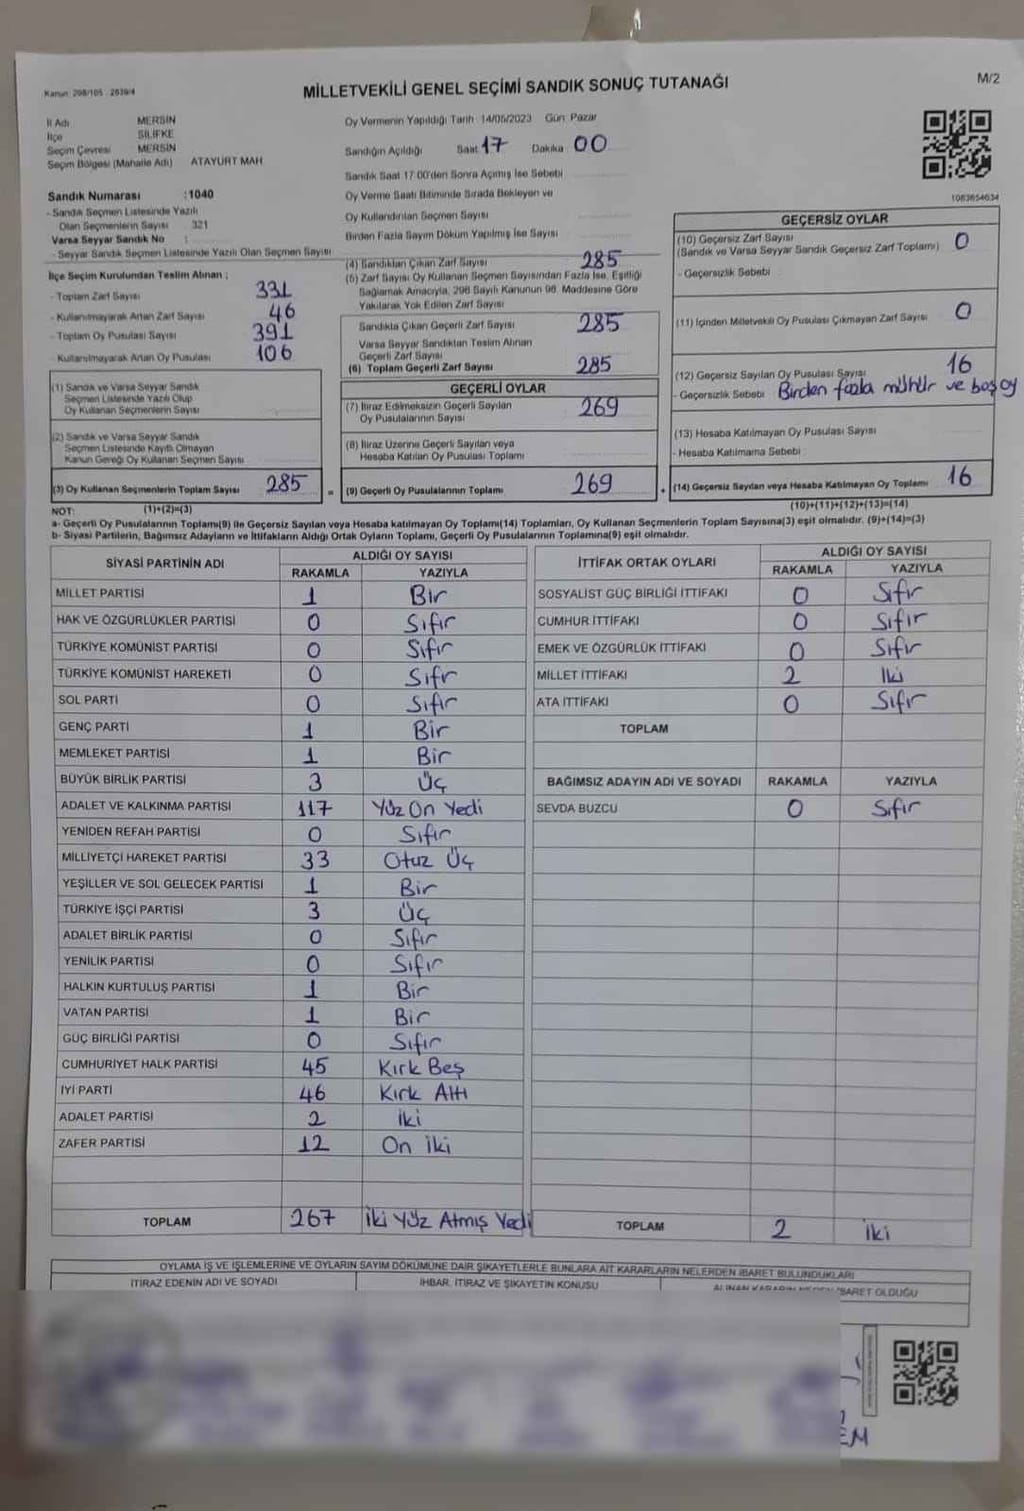 Kanun: 298/105 - 2839/4
MİLLETVEKİLİ GENEL SEÇİMİ SANDIK SONUÇ TUTANAĞI
M/2
İl Adı MERSİN
İlçe SİLİFKE
Seçim Çevresi MERSİN
Seçim Bölgesi (Mahalle Adı) ATAYURT MAH
Sandık Numarası :1040
- Sandık Seçmen Listesinde Yazılı
Olan Seçmenlerin Sayısı 321
Varsa Seyyar Sandık No :
- Seyyar Sandık Seçmen Listesinde Yazılı Olan Seçmen Sayısı
İlçe Seçim Kurulundan Teslim Alınan ;
- Toplam Zarf Sayısı 331
- Kullanılmayarak Artan Zarf Sayısı 46
- Toplam Oy Pusulası Sayısı 391
- Kullanılmayarak Artan Oy Pusulası 106
(1) Sandık ve Varsa Seyyar Sandık
Seçmen Listesinde Yazılı Olup
Oy Kullanan Seçmenlerin Sayısı
(2) Sandık ve Varsa Seyyar Sandık
Seçmen Listesinde Kayıtlı Olmayan
Kanun Gereği Oy Kullanan Seçmen Sayısı
(3) Oy Kullanan Seçmenlerin Toplam Sayısı 285
Oy Vermenin Yapıldığı Tarih 14/05/2023 Gün: Pazar
Sandığın Açıldığı Saat 17 Dakika 00
Sandık Saat 17:00'den Sonra Açılmış İse Sebebi
Oy Verme Saati Bitiminde Sırada Bekleyen ve
Oy Kullandırılan Seçmen Sayısı
Birden Fazla Sayım Döküm Yapılmış İse Sayısı
(4) Sandıktan Çıkan Zarf Sayısı 285
(5) Zarf Sayısı Oy Kullanan Seçmen Sayısından Fazla İse, Eşitliği
Sağlamak Amacıyla, 298 Sayılı Kanunun 98. Maddesine Göre
Yakılarak Yok Edilen Zarf Sayısı
Sandıkta Çıkan Geçerli Zarf Sayısı 285
Varsa Seyyar Sandıktan Teslim Alınan
Geçerli Zarf Sayısı
(6) Toplam Geçerli Zarf Sayısı 285
GEÇERLİ OYLAR
(7) İtiraz Edilmeksizin Geçerli Sayılan
Oy Pusulalarının Sayısı 269
(8) İtiraz Üzerine Geçerli Sayılan veya
Hesaba Katılan Oy Pusulası Toplamı
= (9) Geçerli Oy Pusulalarının Toplamı 269
1083654634
GEÇERSİZ OYLAR
(10) Geçersiz Zarf Sayısı 0
(Sandık ve Varsa Seyyar Sandık Geçersiz Zarf Toplamı)
- Geçersizlik Sebebi
(11) İçinden Milletvekili Oy Pusulası Çıkmayan Zarf Sayısı 0
(12) Geçersiz Sayılan Oy Pusulası Sayısı 16
- Geçersizlik Sebebi Birden fazla mühür ve boş oy
(13) Hesaba Katılmayan Oy Pusulası Sayısı
- Hesaba Katılmama Sebebi
+ (14) Geçersiz Sayılan veya Hesaba Katılmayan Oy Toplamı 16
NOT: (1)+(2)=(3)
(10)+(11)+(12)+(13)=(14)
a- Geçerli Oy Pusulalarının Toplamı(9) ile Geçersiz Sayılan veya Hesaba katılmayan Oy Toplamı(14) Toplamları, Oy Kullanan Seçmenlerin Toplam Sayısına(3) eşit olmalıdır. (9)+(14)=(3)
b- Siyasi Partilerin, Bağımsız Adayların ve İttifakların Aldığı Ortak Oyların Toplamı, Geçerli Oy Pusulalarının Toplamına(9) eşit olmalıdır.
SİYASİ PARTİNİN ADI ALDIĞI OY SAYISI
RAKAMLA YAZIYLA
MİLLET PARTİSİ 1 Bir
HAK VE ÖZGÜRLÜKLER PARTİSİ 0 Sıfır
TÜRKİYE KOMÜNİST PARTİSİ 0 Sıfır
TÜRKİYE KOMÜNİST HAREKETİ 0 Sıfr
SOL PARTİ 0 Sıfır
GENÇ PARTİ 1 Bir
MEMLEKET PARTİSİ 1 Bir
BÜYÜK BİRLİK PARTİSİ 3 Üç
ADALET VE KALKINMA PARTİSİ 117 Yüz On Yedi
YENİDEN REFAH PARTİSİ 0 Sıfır
MİLLİYETÇİ HAREKET PARTİSİ 33 Otuz Üç
YEŞİLLER VE SOL GELECEK PARTİSİ 1 Bir
TÜRKİYE İŞÇİ PARTİSİ 3 Üç
ADALET BİRLİK PARTİSİ 0 Sıfır
YENİLİK PARTİSİ 0 Sıfır
HALKIN KURTULUŞ PARTİSİ 1 Bir
VATAN PARTİSİ 1 Bir
GÜÇ BİRLİĞİ PARTİSİ 0 Sıfır
CUMHURİYET HALK PARTİSİ 45 Kırk Beş
İYİ PARTİ 46 Kırk Altı
ADALET PARTİSİ 2 İki
ZAFER PARTİSİ 12 On iki
TOPLAM 267 İki Yüz Atmış Yedi
İTTİFAK ORTAK OYLARI ALDIĞI OY SAYISI
RAKAMLA YAZIYLA
SOSYALİST GÜÇ BİRLİĞİ İTTİFAKI 0 Sıfır
CUMHUR İTTİFAKI 0 Sıfır
EMEK VE ÖZGÜRLÜK İTTİFAKI 0 Sıfır
MİLLET İTTİFAKI 2 İki
ATA İTTİFAKI 0 Sıfır
TOPLAM
BAĞIMSIZ ADAYIN ADI VE SOYADI RAKAMLA YAZIYLA
SEVDA BUZCU 0 Sıfır
TOPLAM 2 İki
OYLAMA İŞ VE İŞLEMLERİNE VE OYLARIN SAYIM DÖKÜMÜNE DAİR ŞİKAYETLERLE BUNLARA AİT KARARLARIN NELERDEN İBARET BULUNDUKLARI
İTİRAZ EDENİN ADI VE SOYADI İHBAR, İTİRAZ VE ŞİKAYETİN KONUSU ALINAN KARARIN NEDEN İBARET OLDUĞU
EM